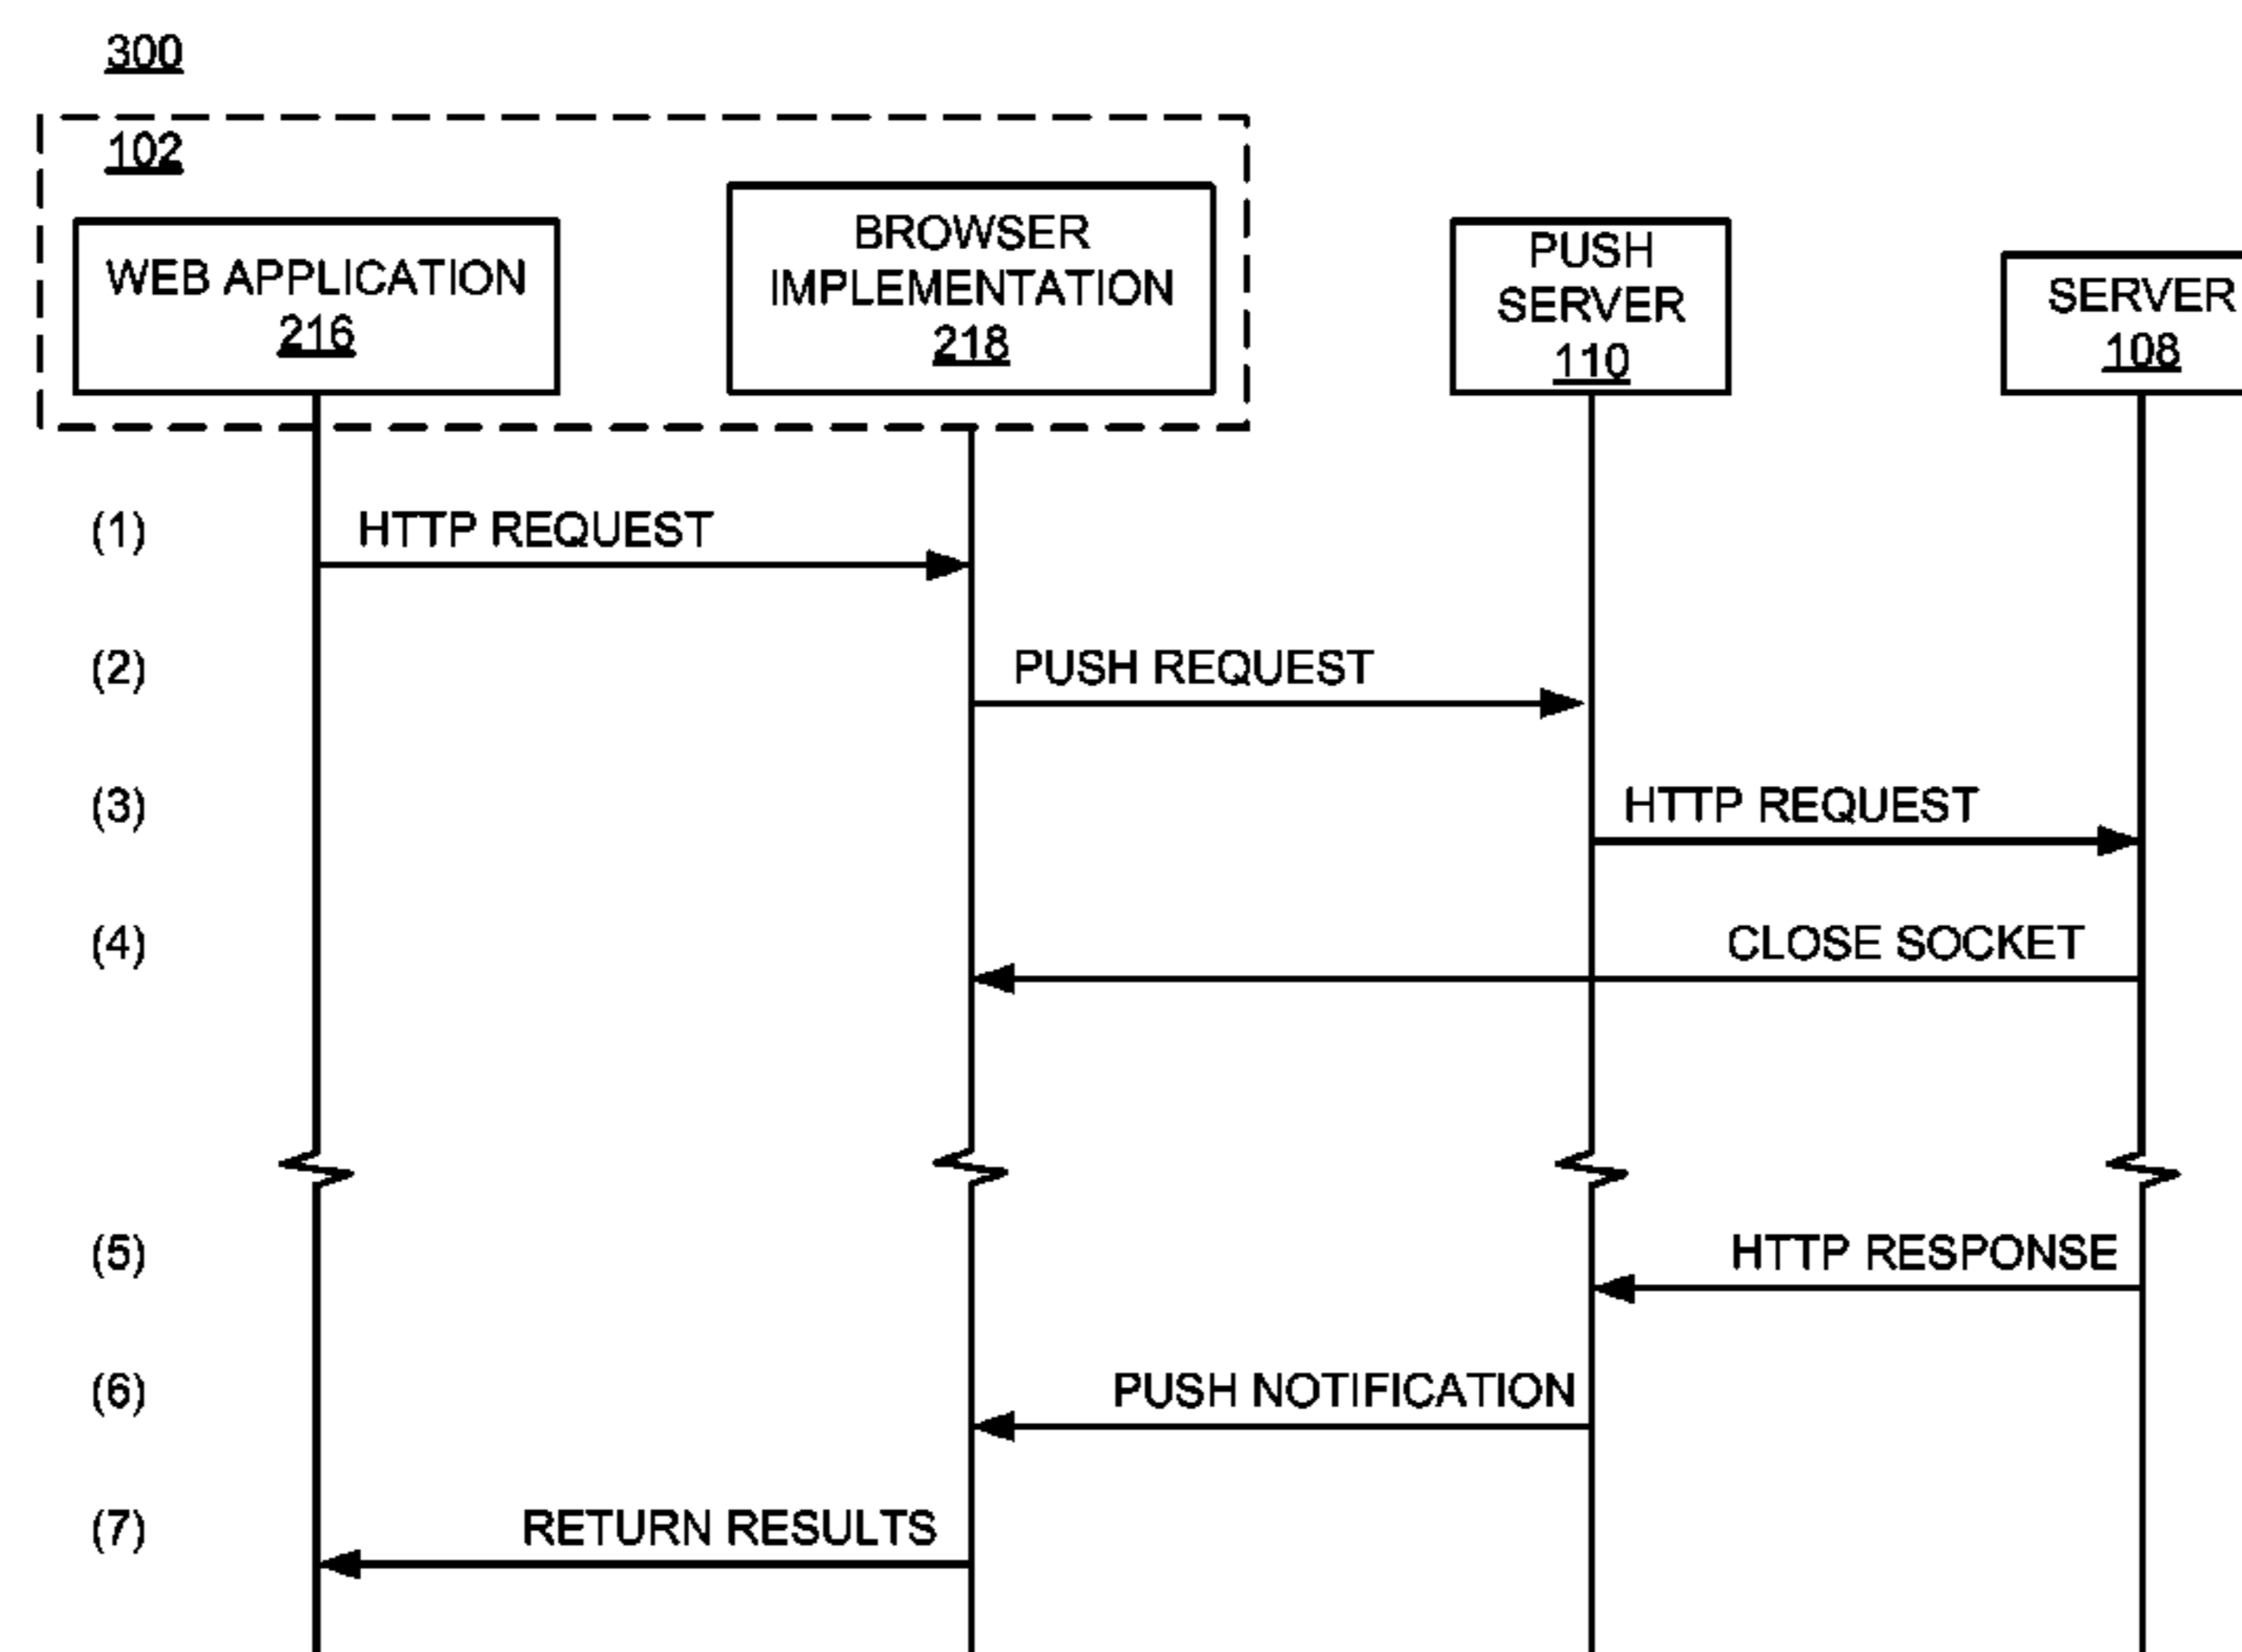 300
102
WEB APPLICATION
216
BROWSER
IMPLEMENTATION
218
PUSH
SERVER
110
SERVER
108
(1)
HTTP REQUEST
(2)
PUSH REQUEST
(3)
HTTP REQUEST
(4)
CLOSE SOCKET
(5)
HTTP RESPONSE
(6)
PUSH NOTIFICATION
(7)
RETURN RESULTS